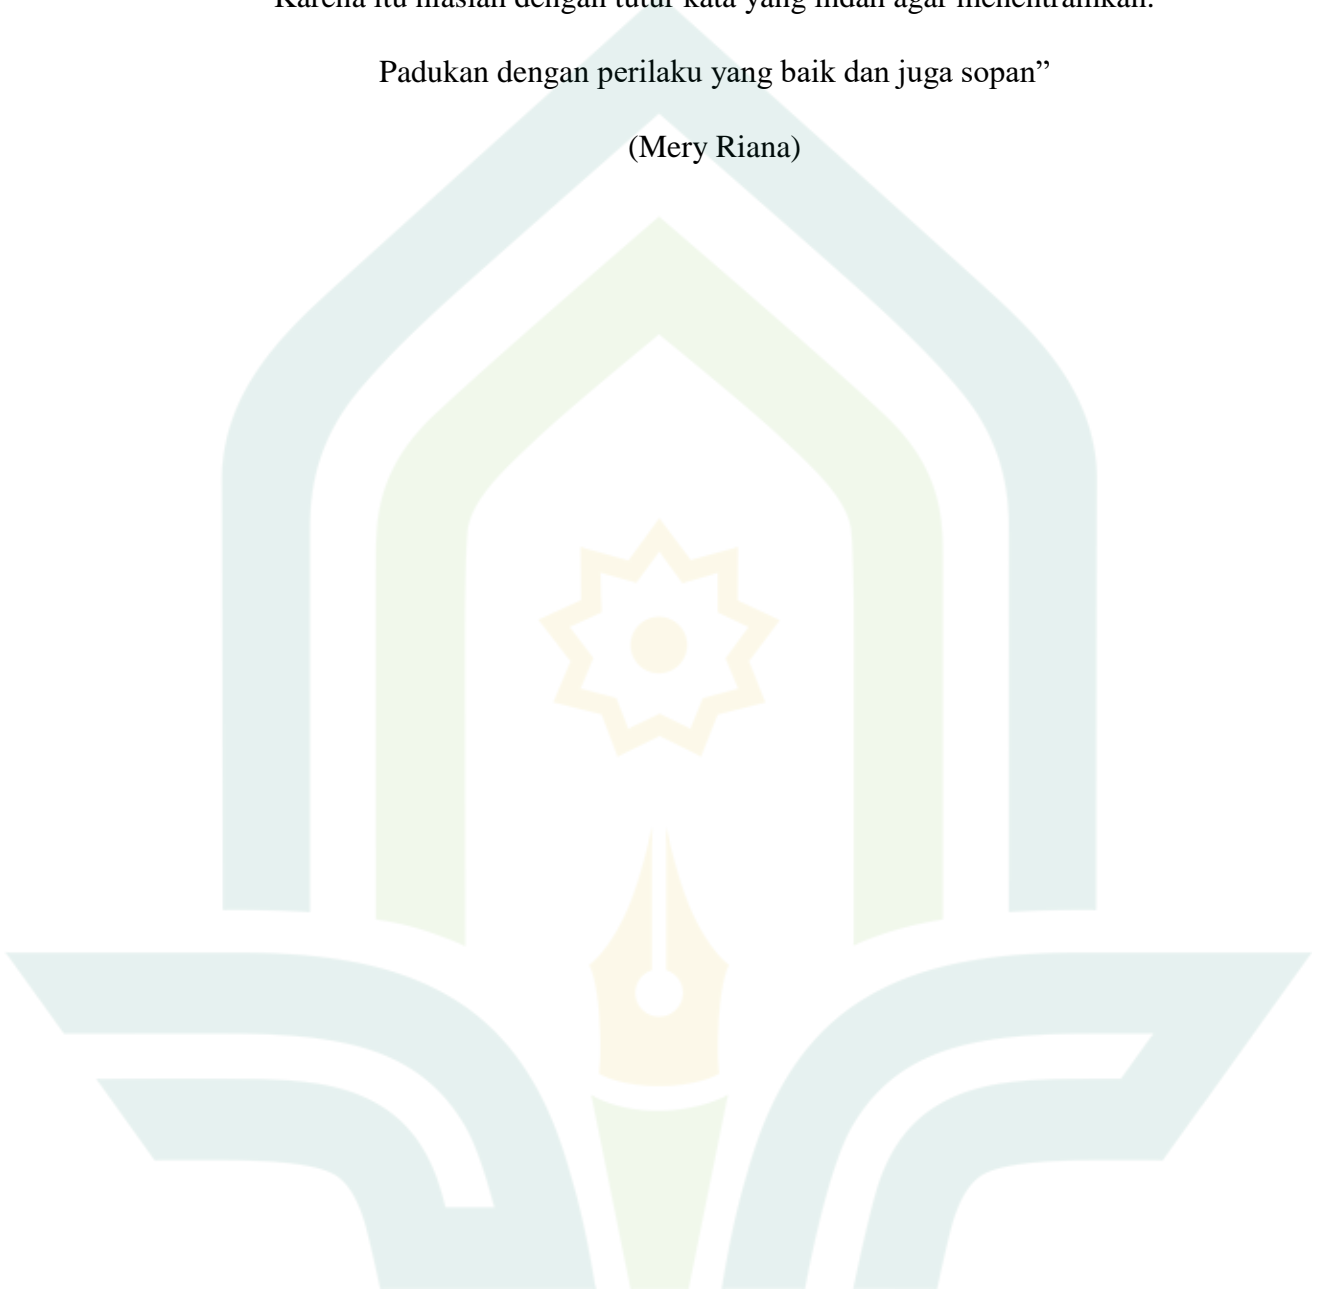 Karena itu hiaslah dengan tutur kata yang indah agar menentramkan.
Padukan dengan perilaku yang baik dan juga sopan”
(Mery Riana)